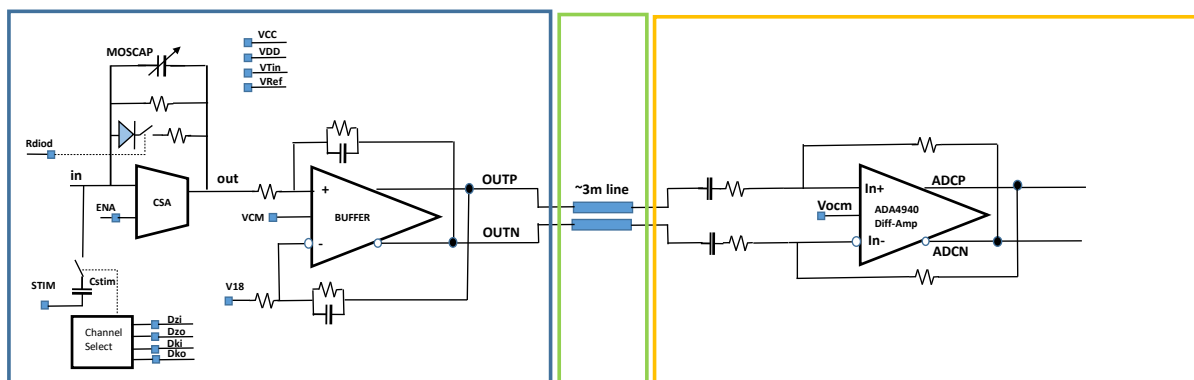 VCC
VDD
VTin
VRef
MOSCAP
Rdiod
in
out
CSA
ENA
STIM
Cstim
Channel
Select
Dzi
Dzo
Dki
Dko
+
VCM
BUFFER
-
V18
OUTP
OUTN
~3m line
In+
Vocm
ADA4940
Diff-Amp
In-
ADCP
ADCN